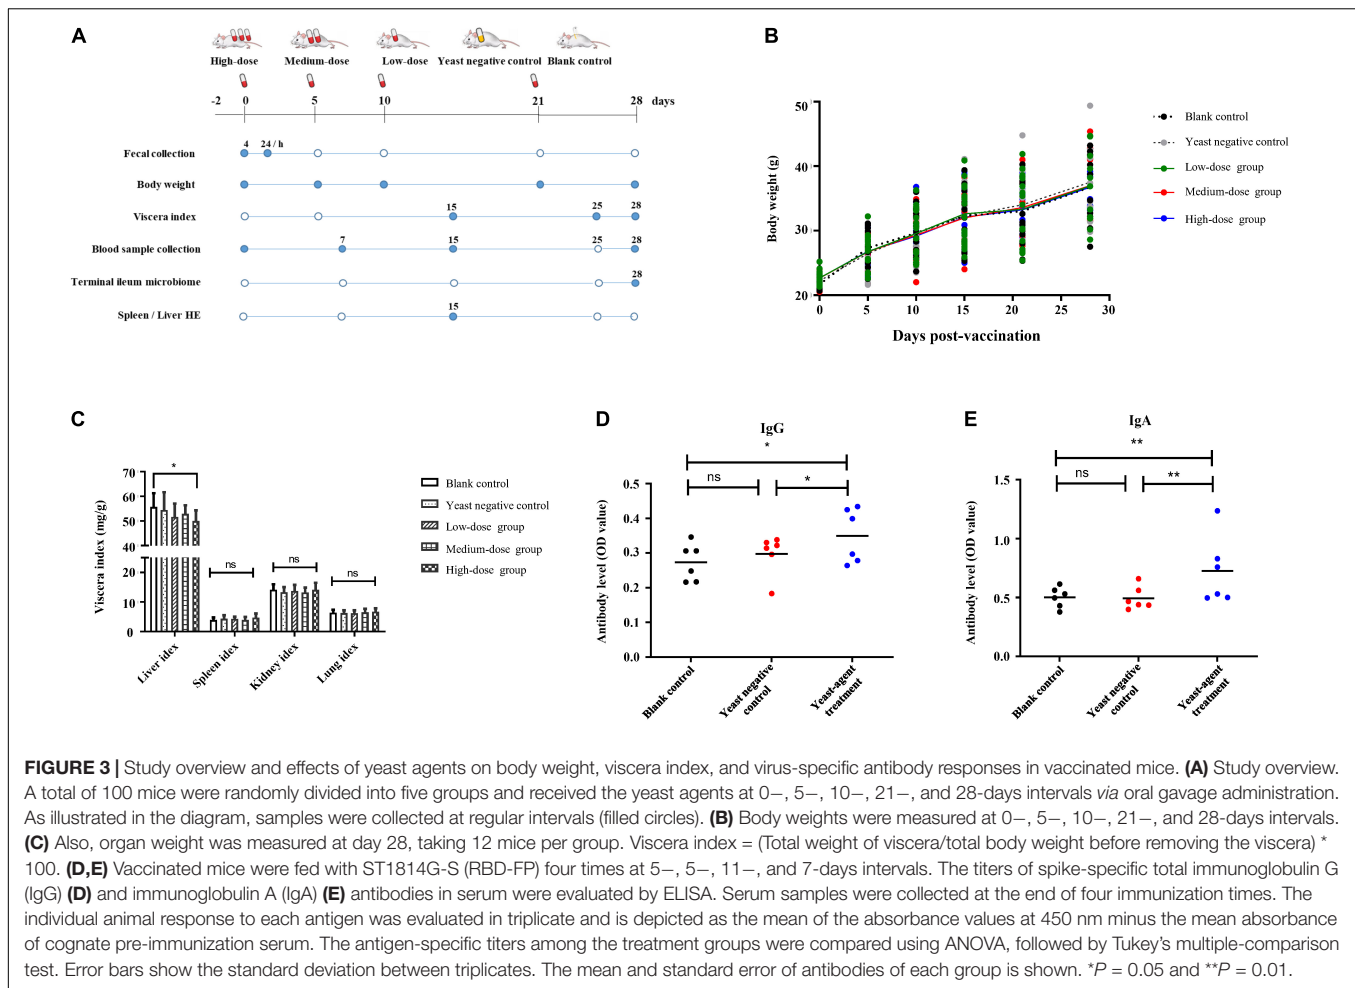 A
High-dose Medium-dose Low-dose Yeast negative control Blank control
-2 0 5 10 21 28 days
4 24 / h
Fecal collection
Body weight
Viscera index 15 25 28
Blood sample collection 7 15 25 28
Terminal ileum microbiome 28
Spleen / Liver HE 15
B
Body weight (g)
50
40
30
20
0 5 10 15 20 25 30
Days post-vaccination
Blank control
Yeast negative control
Low-dose group
Medium-dose group
High-dose group
C
Viscera index (mg/g)
70
60
50
40
20
10
0
* ns ns ns
Liver idex Spleen idex Kidney idex Lung idex
Blank control
Yeast negative control
Low-dose group
Medium-dose group
High-dose group
D
IgG
*
ns *
Antibody level (OD value)
0.5
0.4
0.3
0.2
0.1
0.0
Blank control
Yeast negative
control
Yeast-agent
treatment
E
IgA
**
ns **
Antibody level (OD value)
1.5
1.0
0.5
0.0
Blank control
Yeast negative
control
Yeast-agent
treatment
FIGURE 3 | Study overview and effects of yeast agents on body weight, viscera index, and virus-specific antibody responses in vaccinated mice. (A) Study overview.
A total of 100 mice were randomly divided into five groups and received the yeast agents at 0−, 5−, 10−, 21−, and 28-days intervals via oral gavage administration.
As illustrated in the diagram, samples were collected at regular intervals (filled circles). (B) Body weights were measured at 0−, 5−, 10−, 21−, and 28-days intervals.
(C) Also, organ weight was measured at day 28, taking 12 mice per group. Viscera index = (Total weight of viscera/total body weight before removing the viscera) *
100. (D,E) Vaccinated mice were fed with ST1814G-S (RBD-FP) four times at 5−, 5−, 11−, and 7-days intervals. The titers of spike-specific total immunoglobulin G
(IgG) (D) and immunoglobulin A (IgA) (E) antibodies in serum were evaluated by ELISA. Serum samples were collected at the end of four immunization times. The
individual animal response to each antigen was evaluated in triplicate and is depicted as the mean of the absorbance values at 450 nm minus the mean absorbance
of cognate pre-immunization serum. The antigen-specific titers among the treatment groups were compared using ANOVA, followed by Tukey's multiple-comparison
test. Error bars show the standard deviation between triplicates. The mean and standard error of antibodies of each group is shown. *P = 0.05 and **P = 0.01.